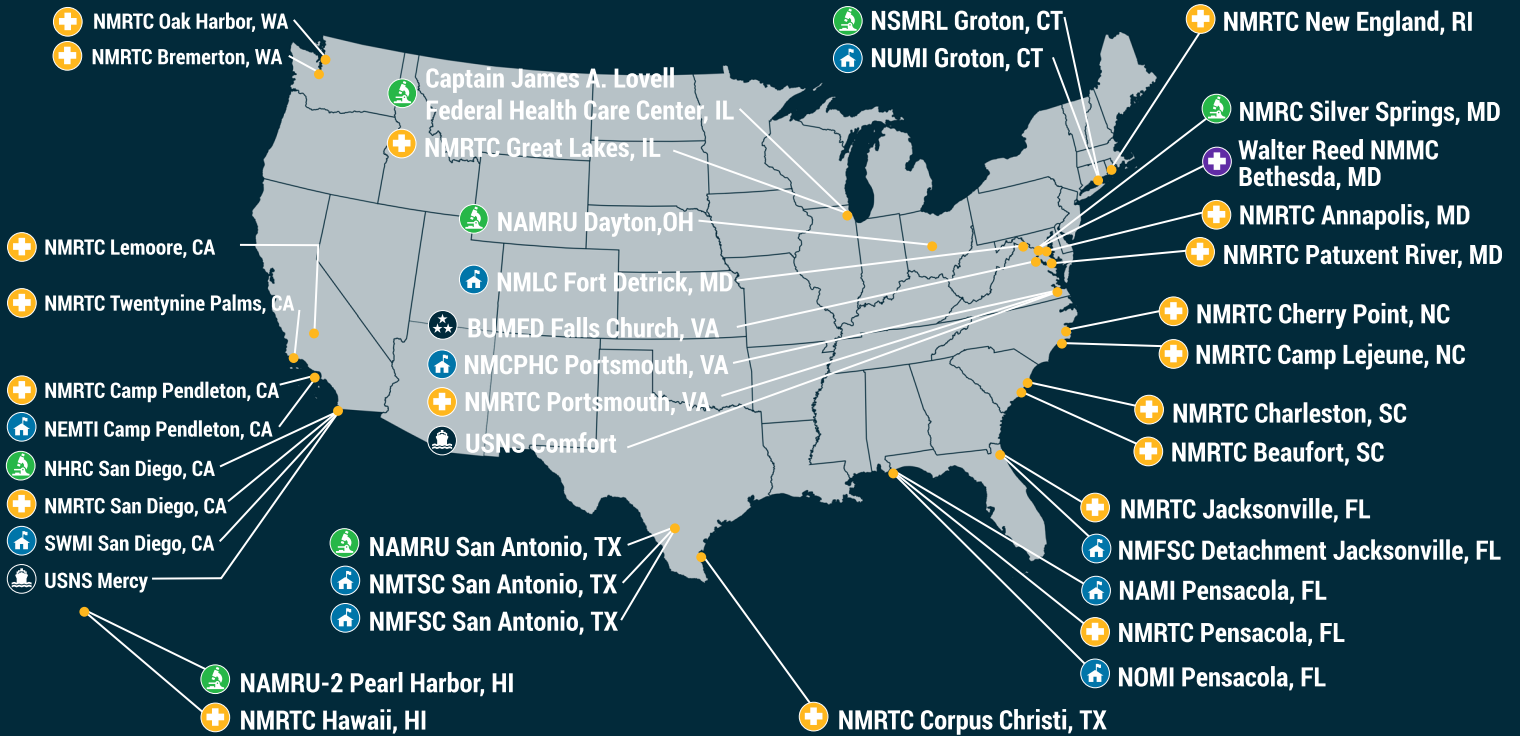 NMRTC Oak Harbor, WA
NMRTC Bremerton, WA
Captain James A. Lovell
Federal Health Care Center, IL
NMRTC Great Lakes, IL
NSMRL Groton, CT
NUMI Groton, CT
NMRTC New England, RI
NMRC Silver Springs, MD
Walter Reed NMMC
Bethesda, MD
NMRTC Annapolis, MD
NMRTC Patuxent River, MD
NAMRU Dayton,OH
NMLC Fort Detrick, MD
BUMED Falls Church, VA
NMCPHC Portsmouth, VA
NMRTC Portsmouth, VA
USNS Comfort
NMRTC Lemoore, CA
NMRTC Twentynine Palms, CA
NMRTC Camp Pendleton, CA
NEMTI Camp Pendleton, CA
NHRC San Diego, CA
NMRTC San Diego, CA
SWMI San Diego, CA
USNS Mercy
NMRTC Cherry Point, NC
NMRTC Camp Lejeune, NC
NMRTC Charleston, SC
NMRTC Beaufort, SC
NMRTC Jacksonville, FL
NMFSC Detachment Jacksonville, FL
NAMI Pensacola, FL
NMRTC Pensacola, FL
NOMI Pensacola, FL
NAMRU San Antonio, TX
NMTSC San Antonio, TX
NMFSC San Antonio, TX
NAMRU-2 Pearl Harbor, HI
NMRTC Hawaii, HI
NMRTC Corpus Christi, TX